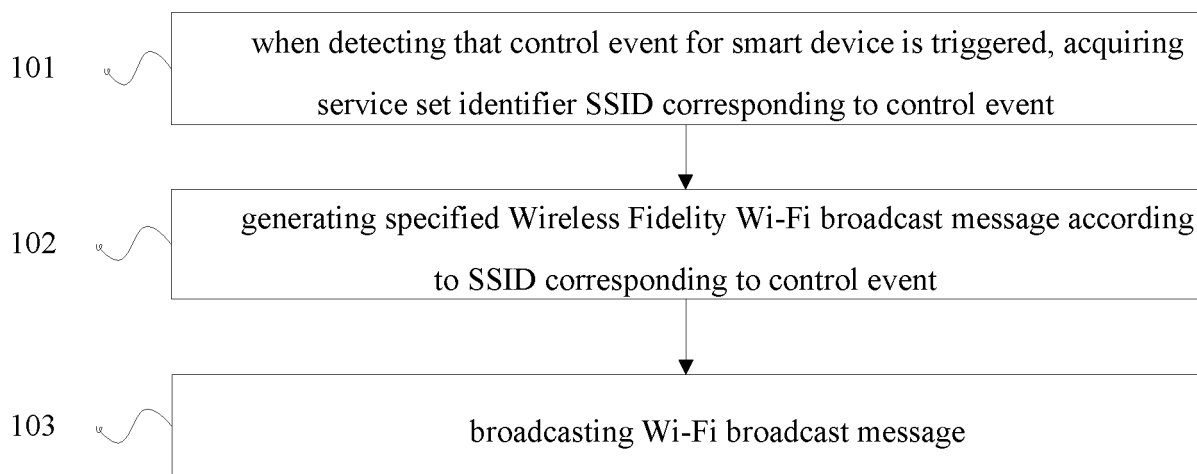 101
when detecting that control event for smart device is triggered, acquiring
service set identifier SSID corresponding to control event
102
generating specified Wireless Fidelity Wi-Fi broadcast message according
to SSID corresponding to control event
103
broadcasting Wi-Fi broadcast message